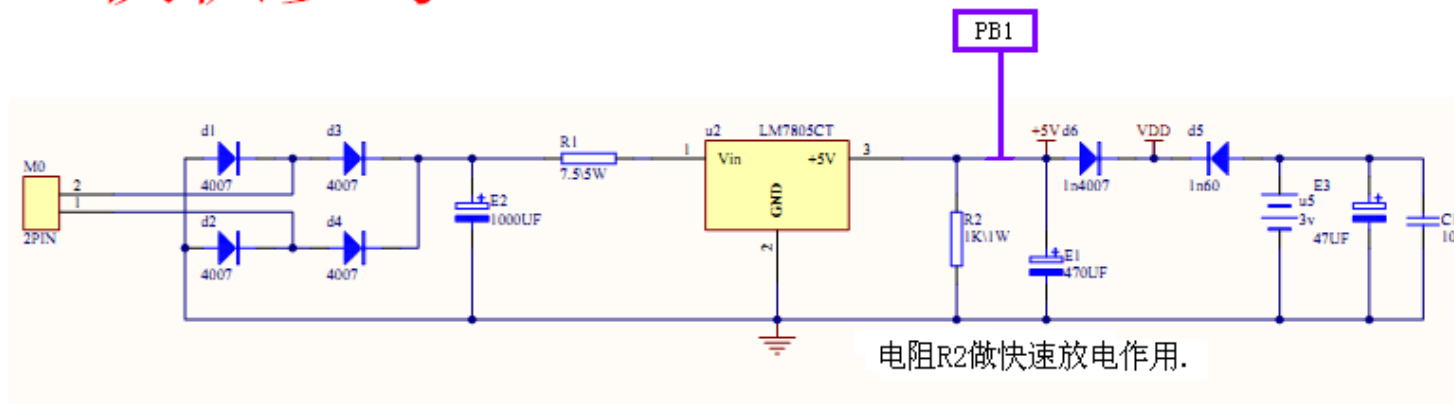 PB1
d1
d3
R1
u2 LM7805CT
+5V d6
VDD
d5
M0
2
1
2PIN
4007
4007
7.5\5W
1
Vin
+5V
GND
3
2
1n4007
1n60
E2
1000UF
d2
d4
4007
4007
R2
1K\1W
E1
470UF
u5
3v
E3
47UF
电阻R2做快速放电作用.